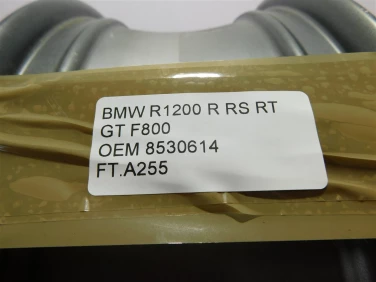 BMW R1200 R RS RT
GT F800
OEM 8530614
FT.A255